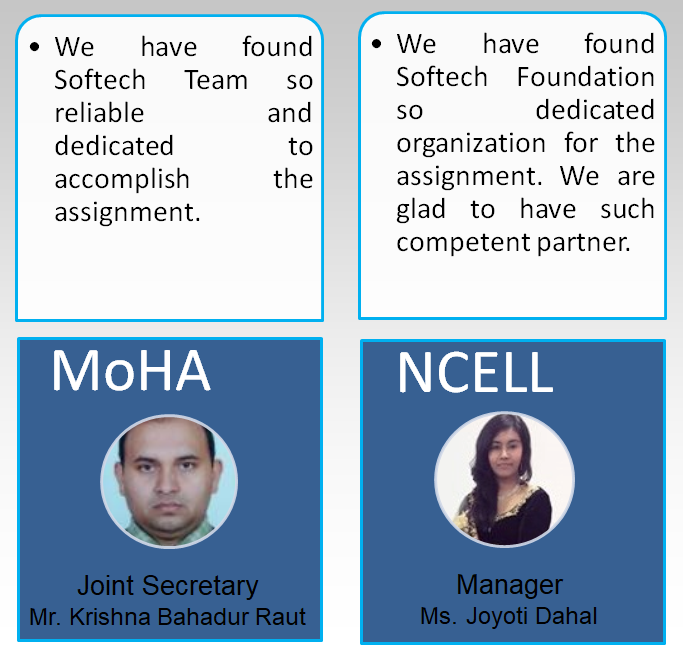 • We have found
Softech Team so
reliable and
dedicated to
accomplish the
assignment.
• We have found
Softech Foundation
so dedicated
organization for the
assignment. We are
glad to have such
competent partner.
MoHA
Joint Secretary
Mr. Krishna Bahadur Raut
NCELL
Manager
Ms. Joyoti Dahal